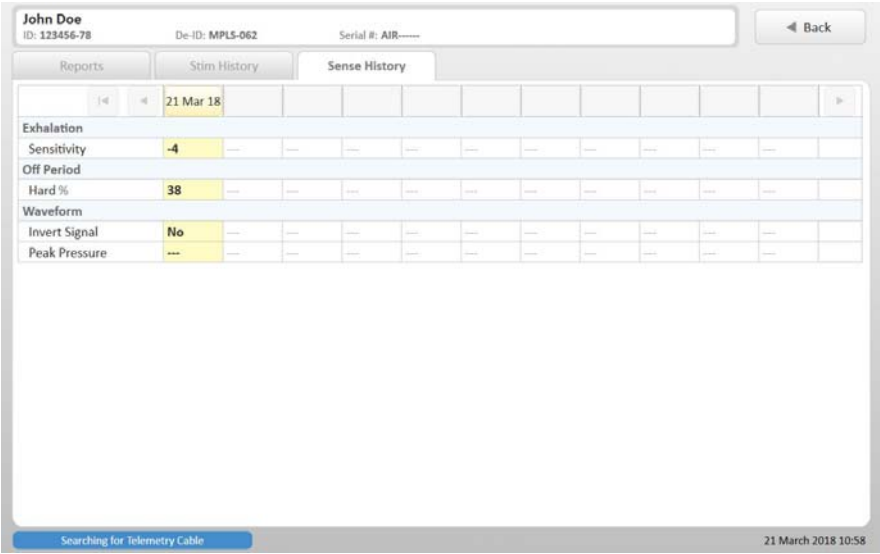 John Doe
ID: 123456-78 De-ID: MPLS-062 Serial #: AIR------
Back
Reports Stim History Sense History
21 Mar 18
Exhalation
Sensitivity -4 --- --- --- --- --- --- --- --- ---
Off Period
Hard % 38 --- --- --- --- --- --- --- --- ---
Waveform
Invert Signal No --- --- --- --- --- --- --- --- ---
Peak Pressure --- --- --- --- --- --- --- --- --- ---
Searching for Telemetry Cable 21 March 2018 10:58